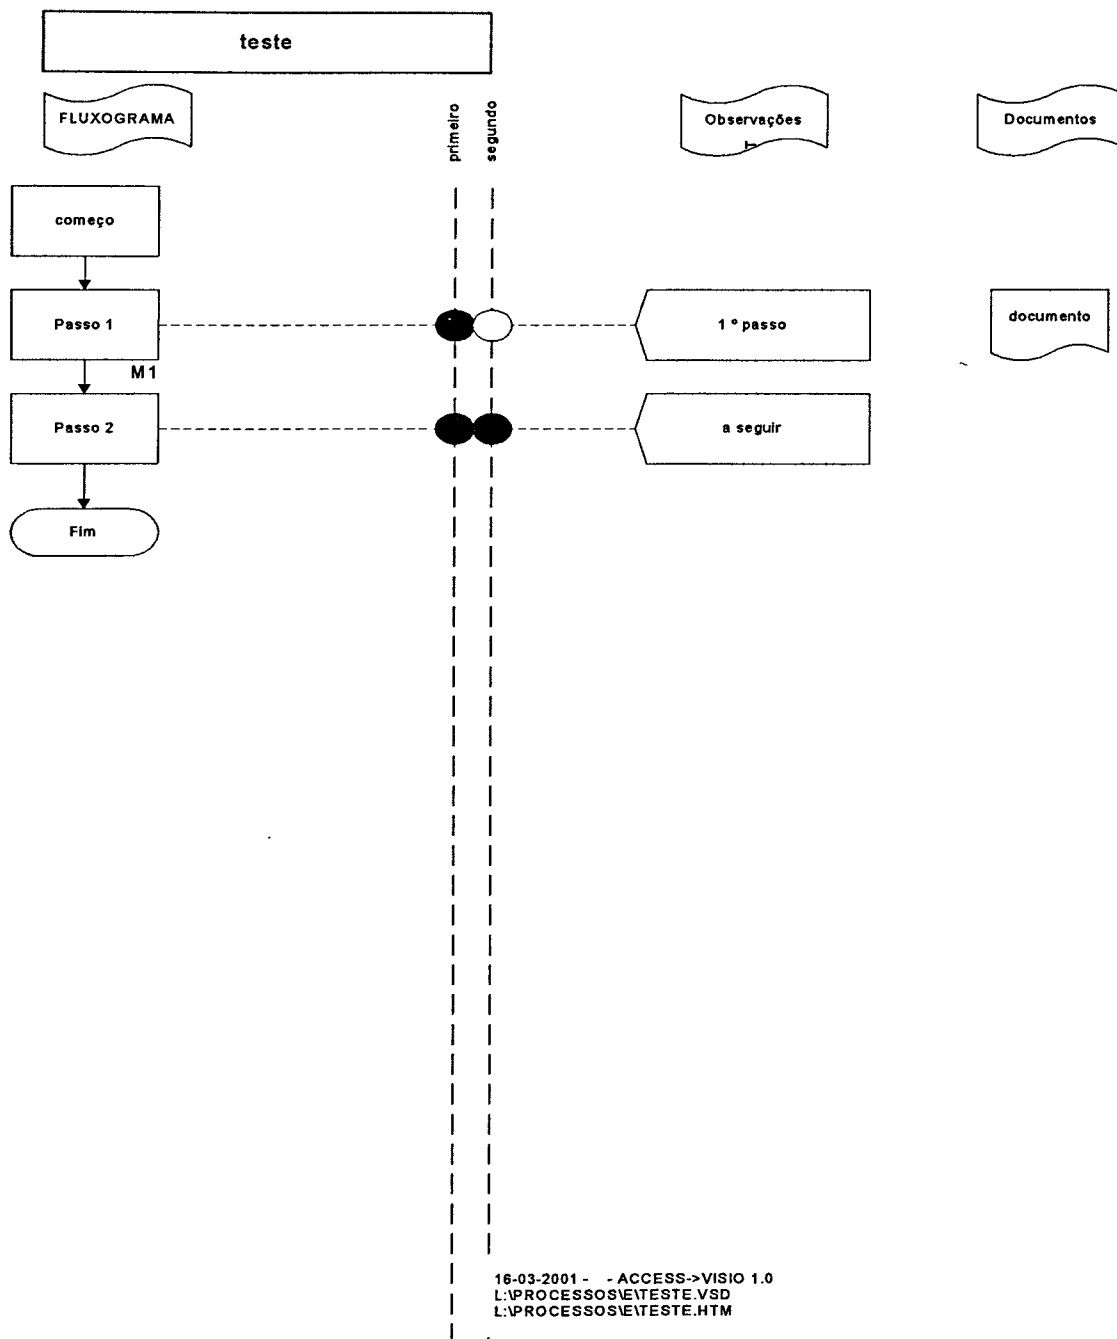 teste
FLUXOGRAMA
primeiro
segundo
Observações
Documentos
começo
Passo 1
1 º passo
documento
M1
Passo 2
a seguir
Fim
16-03-2001 - - ACCESS->VISIO 1.0
L:\PROCESSOS\E\TESTE.VSD
L:\PROCESSOS\E\TESTE.HTM